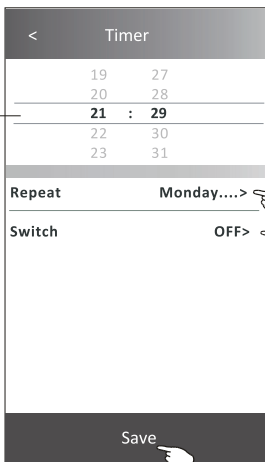 < Timer
19 27
20 28
21 : 29
22 30
23 31
Repeat Monday....>
Switch OFF>
Save